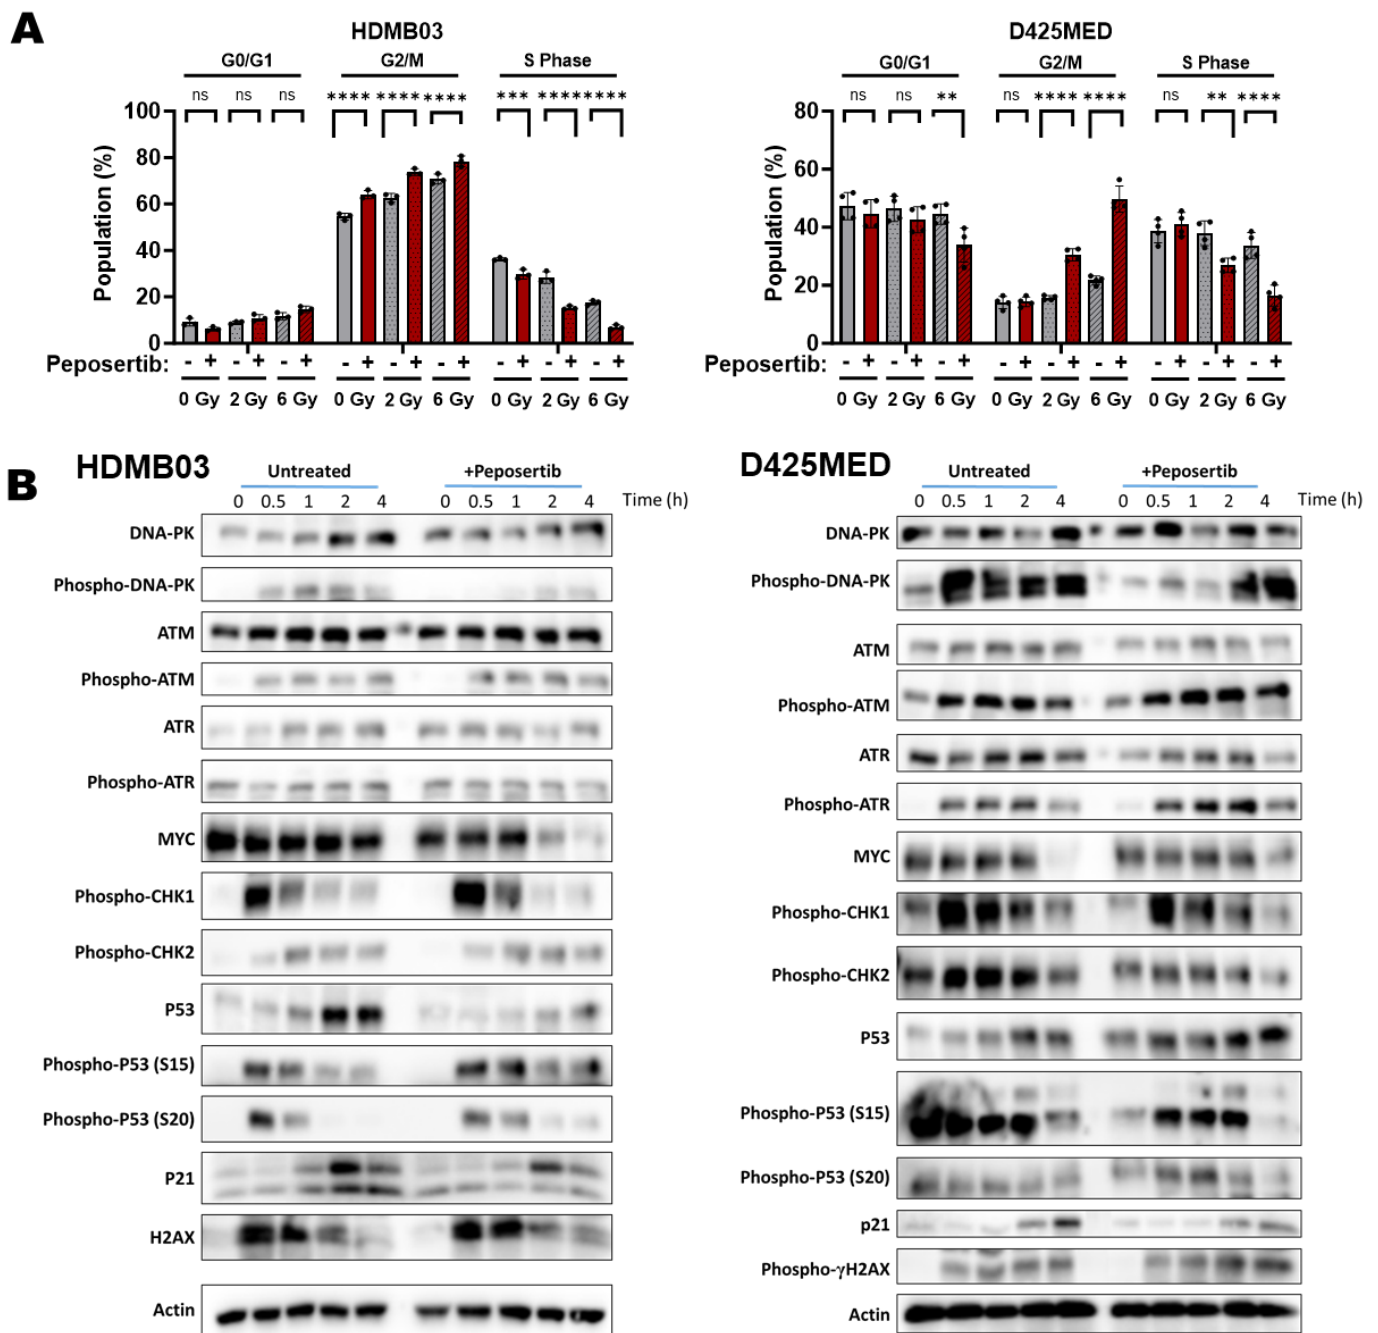 A
HDMB03
G0/G1 G2/M S Phase
ns ns ns **** **** **** *** **** ****
Population (%)
100
80
60
40
20
0
Peposertib: - + - + - + - + - + - + - + - + - +
0 Gy 2 Gy 6 Gy 0 Gy 2 Gy 6 Gy 0 Gy 2 Gy 6 Gy
D425MED
G0/G1 G2/M S Phase
ns ns ** ns **** **** ns ** ****
Population (%)
80
60
40
20
0
Peposertib: - + - + - + - + - + - + - + - + - +
0 Gy 2 Gy 6 Gy 0 Gy 2 Gy 6 Gy 0 Gy 2 Gy 6 Gy
B
HDMB03
Untreated +Peposertib
0 0.5 1 2 4 0 0.5 1 2 4 Time (h)
DNA-PK
Phospho-DNA-PK
ATM
Phospho-ATM
ATR
Phospho-ATR
MYC
Phospho-CHK1
Phospho-CHK2
P53
Phospho-P53 (S15)
Phospho-P53 (S20)
P21
H2AX
Actin
D425MED
Untreated +Peposertib
0 0.5 1 2 4 0 0.5 1 2 4 Time (h)
DNA-PK
Phospho-DNA-PK
ATM
Phospho-ATM
ATR
Phospho-ATR
MYC
Phospho-CHK1
Phospho-CHK2
P53
Phospho-P53 (S15)
Phospho-P53 (S20)
p21
Phospho-γH2AX
Actin